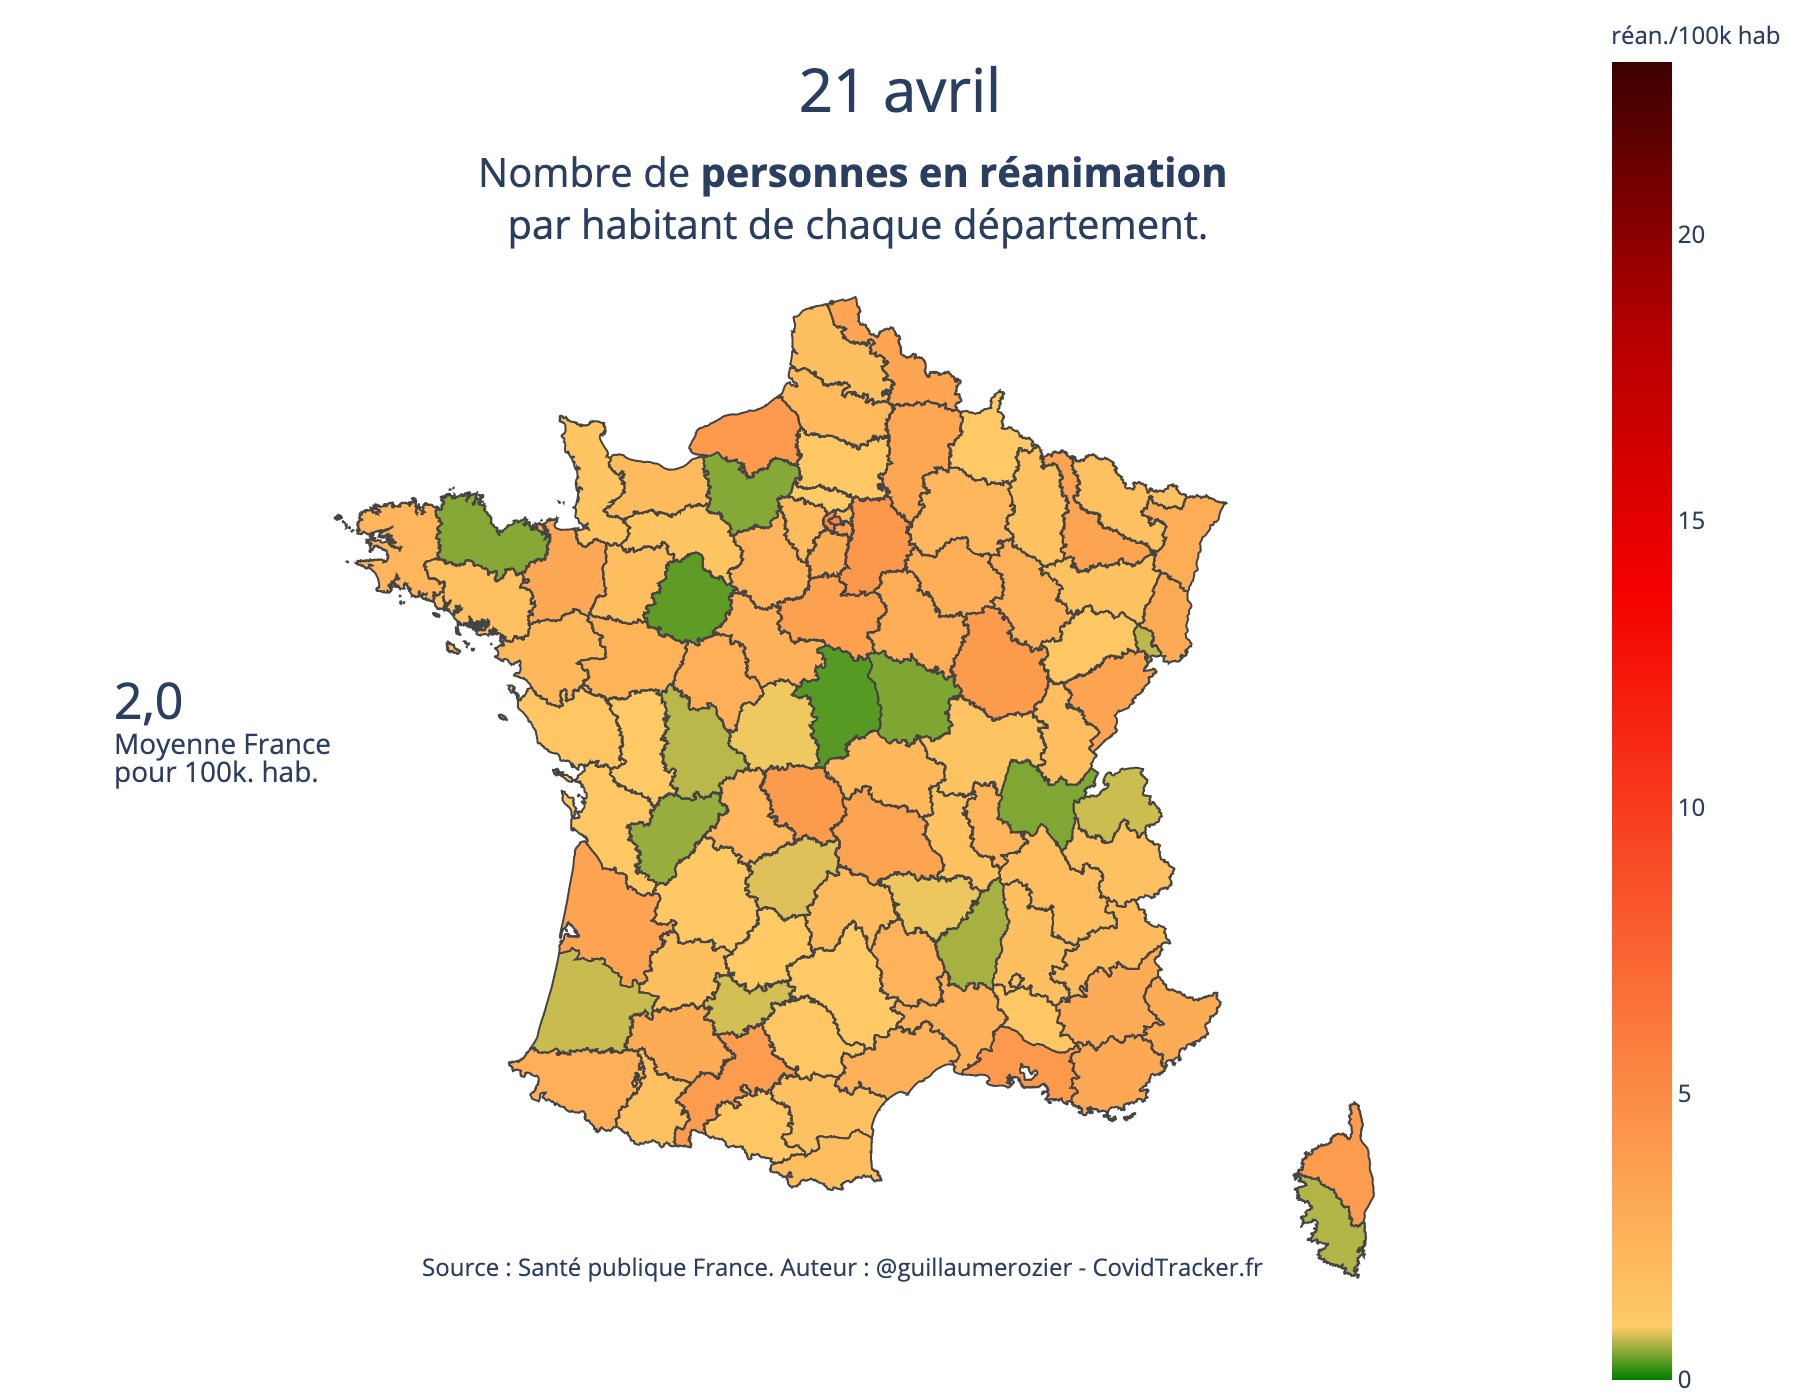 réan./100k hab
21 avril
Nombre de personnes en réanimation
par habitant de chaque département.
20
15
10
5
0
2,0
Moyenne France
pour 100k. hab.
Source : Santé publique France. Auteur : @guillaumerozier - CovidTracker.fr